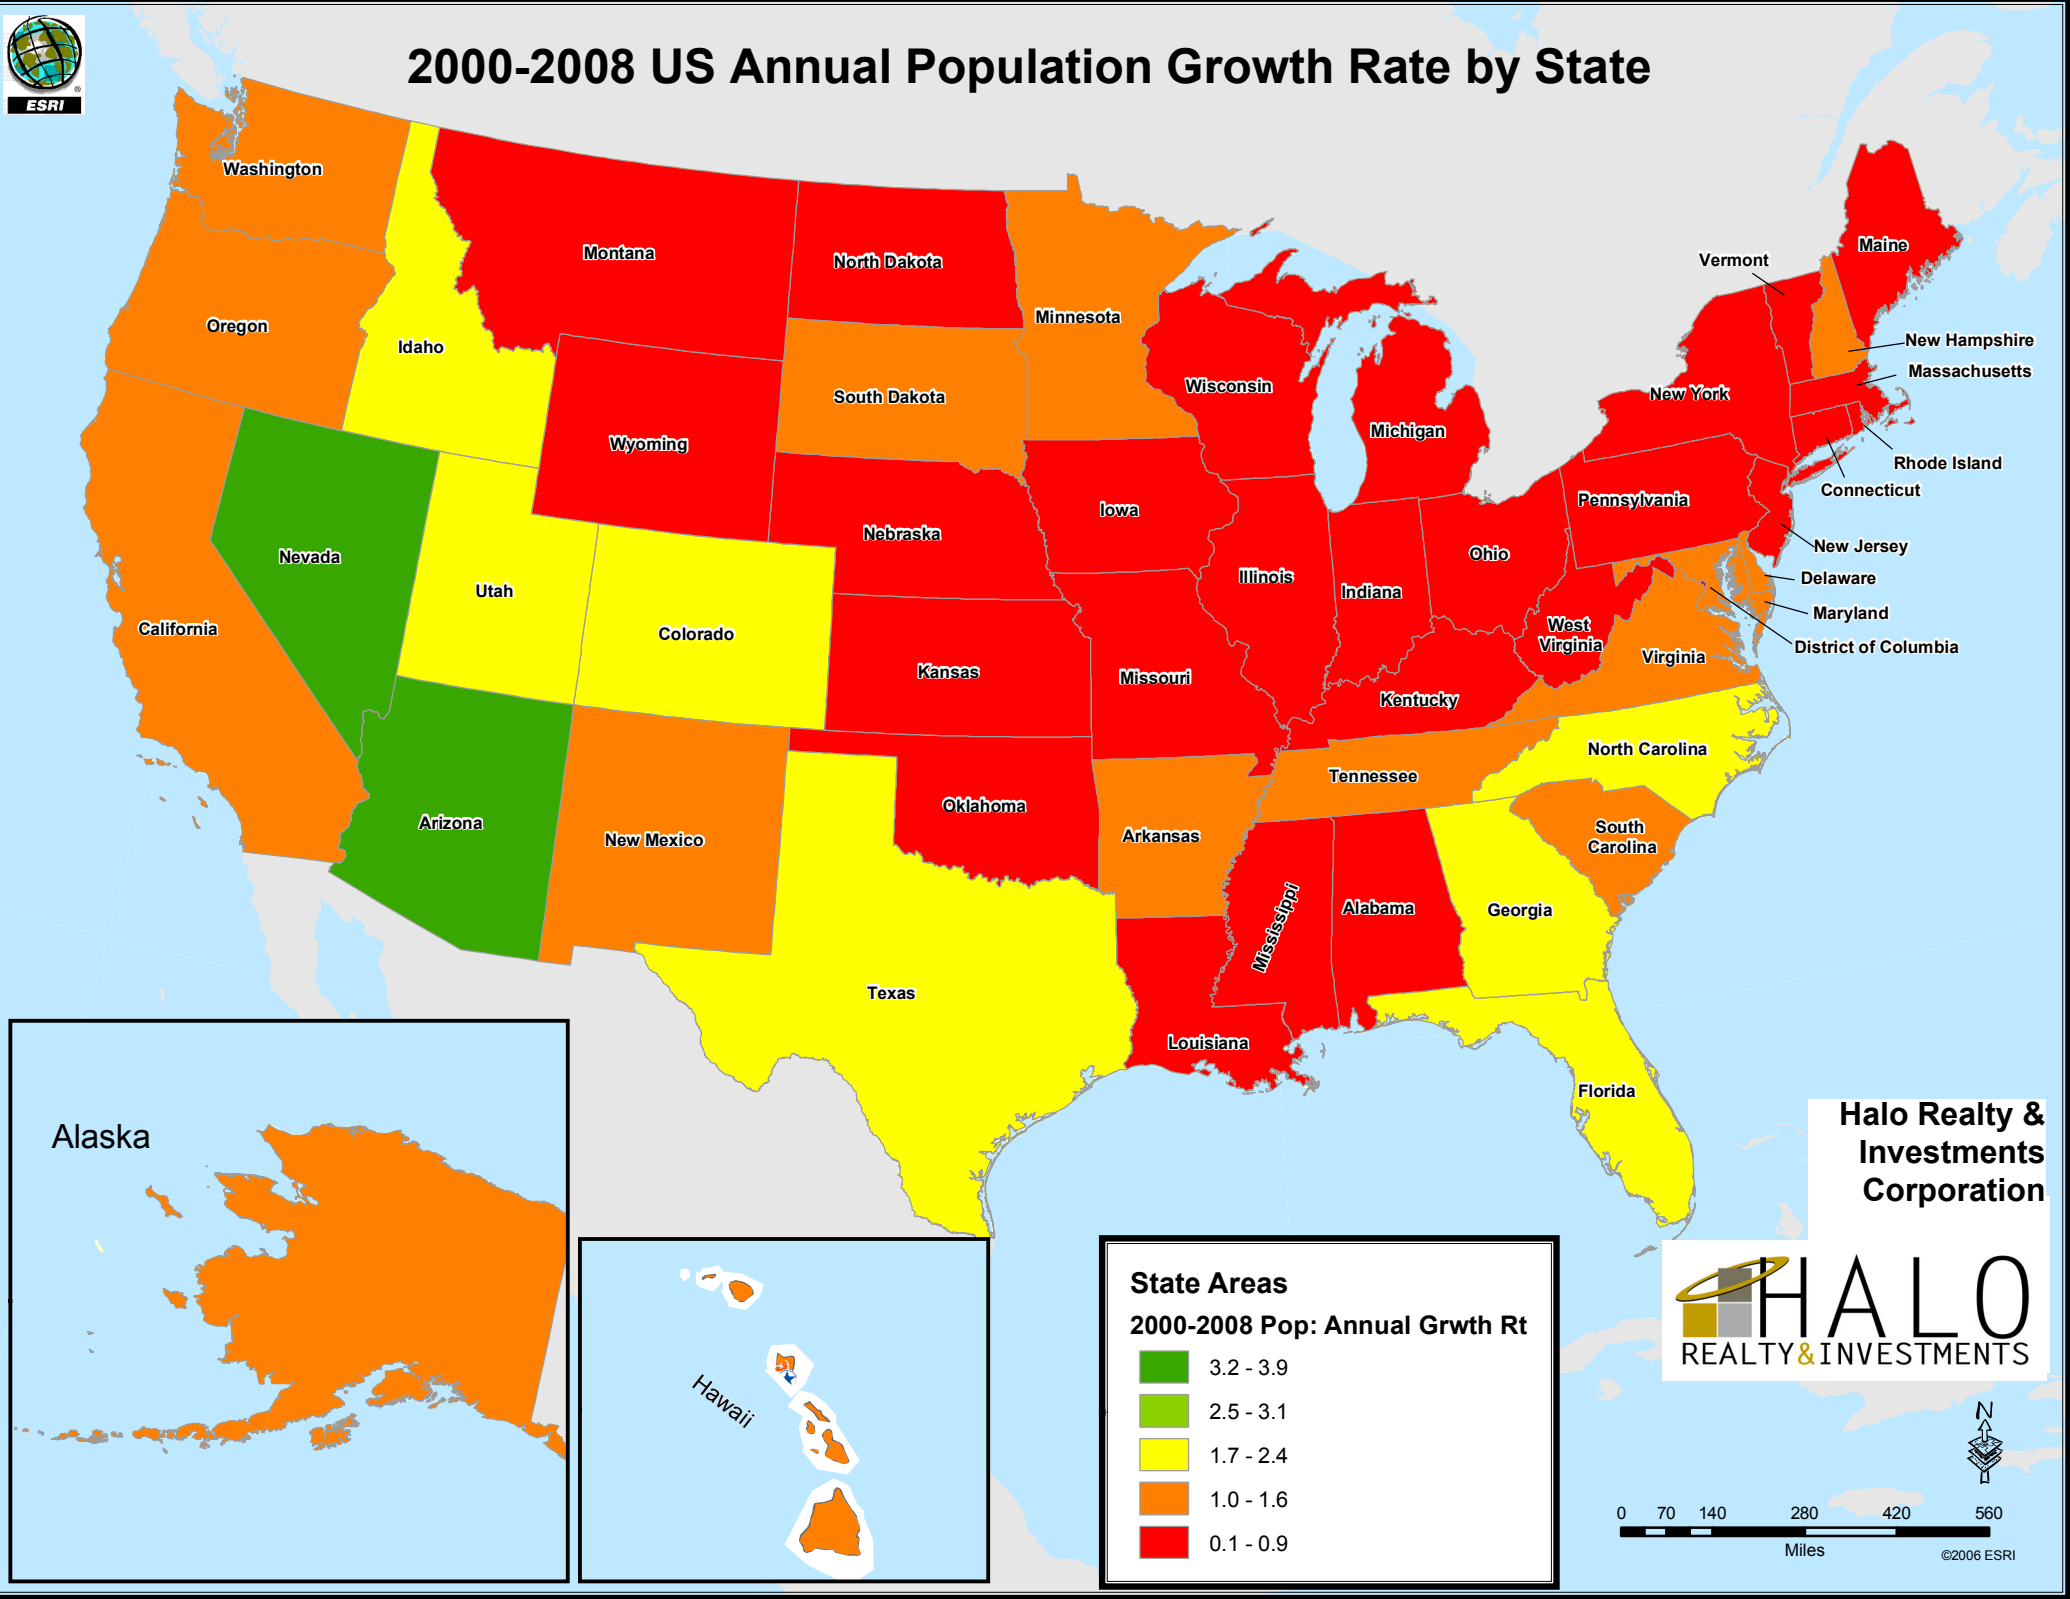 2000-2008 US Annual Population Growth Rate by State
ESRI
®
Washington
Montana
North Dakota
Minnesota
Maine
Vermont
Oregon
Idaho
South Dakota
Wisconsin
Michigan
New York
New Hampshire
Massachusetts
Rhode Island
Connecticut
Wyoming
Nebraska
Iowa
Pennsylvania
New Jersey
Nevada
Utah
Colorado
Illinois
Indiana
Ohio
Delaware
Maryland
District of Columbia
California
Kansas
Missouri
West
Virginia
Virginia
Kentucky
North Carolina
Tennessee
Arizona
New Mexico
Oklahoma
Arkansas
South
Carolina
Mississippi
Alabama
Georgia
Texas
Louisiana
Florida
Alaska
Hawaii
Halo Realty &
Investments
Corporation
HALO
REALTY&INVESTMENTS
State Areas
2000-2008 Pop: Annual Grwth Rt
3.2 - 3.9
2.5 - 3.1
1.7 - 2.4
1.0 - 1.6
0.1 - 0.9
N
0 70 140 280 420 560
Miles
©2006 ESRI